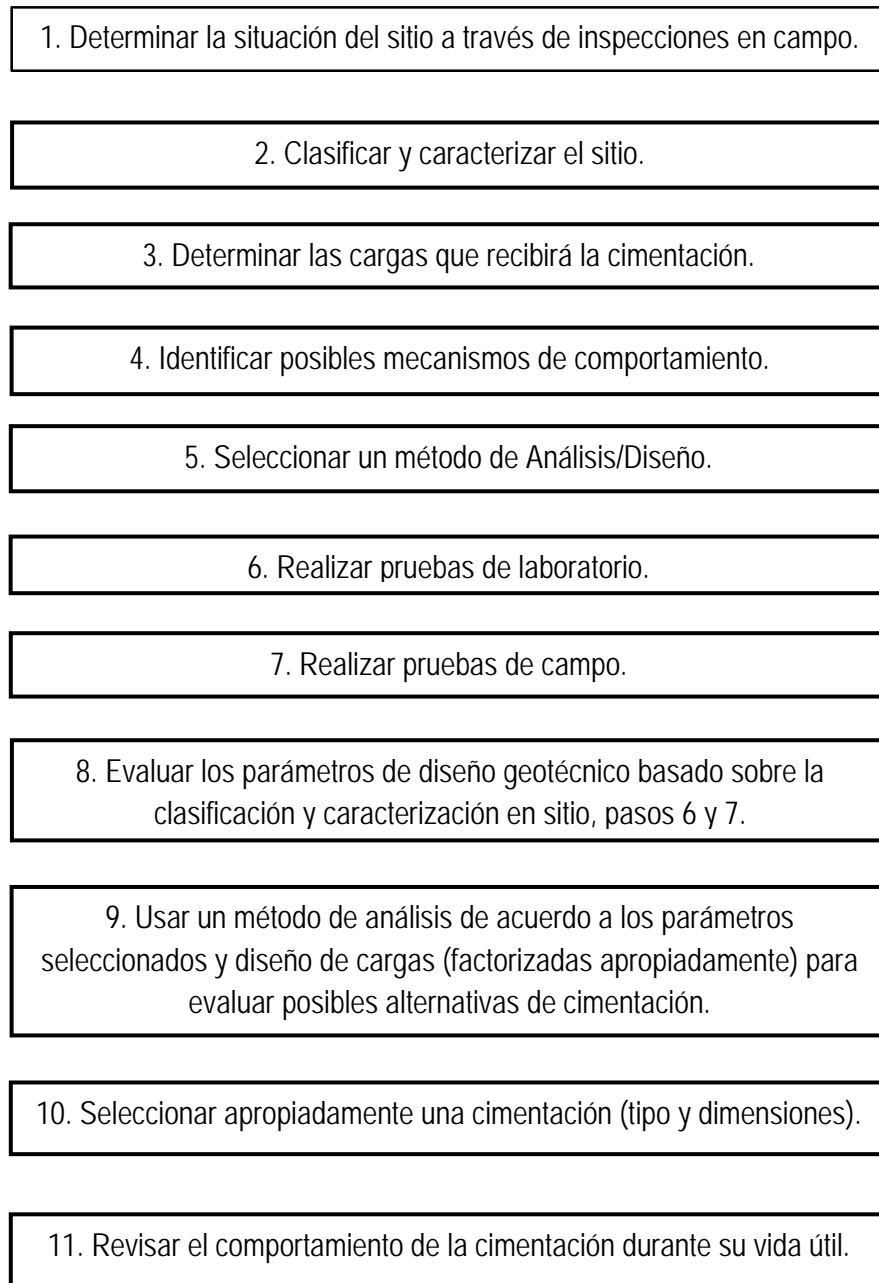 1. Determinar la situación del sitio a través de inspecciones en campo.
2. Clasificar y caracterizar el sitio.
3. Determinar las cargas que recibirá la cimentación.
4. Identificar posibles mecanismos de comportamiento.
5. Seleccionar un método de Análisis/Diseño.
6. Realizar pruebas de laboratorio.
7. Realizar pruebas de campo.
8. Evaluar los parámetros de diseño geotécnico basado sobre la
clasificación y caracterización en sitio, pasos 6 y 7.
9. Usar un método de análisis de acuerdo a los parámetros
seleccionados y diseño de cargas (factorizadas apropiadamente) para
evaluar posibles alternativas de cimentación.
10. Seleccionar apropiadamente una cimentación (tipo y dimensiones).
11. Revisar el comportamiento de la cimentación durante su vida útil.